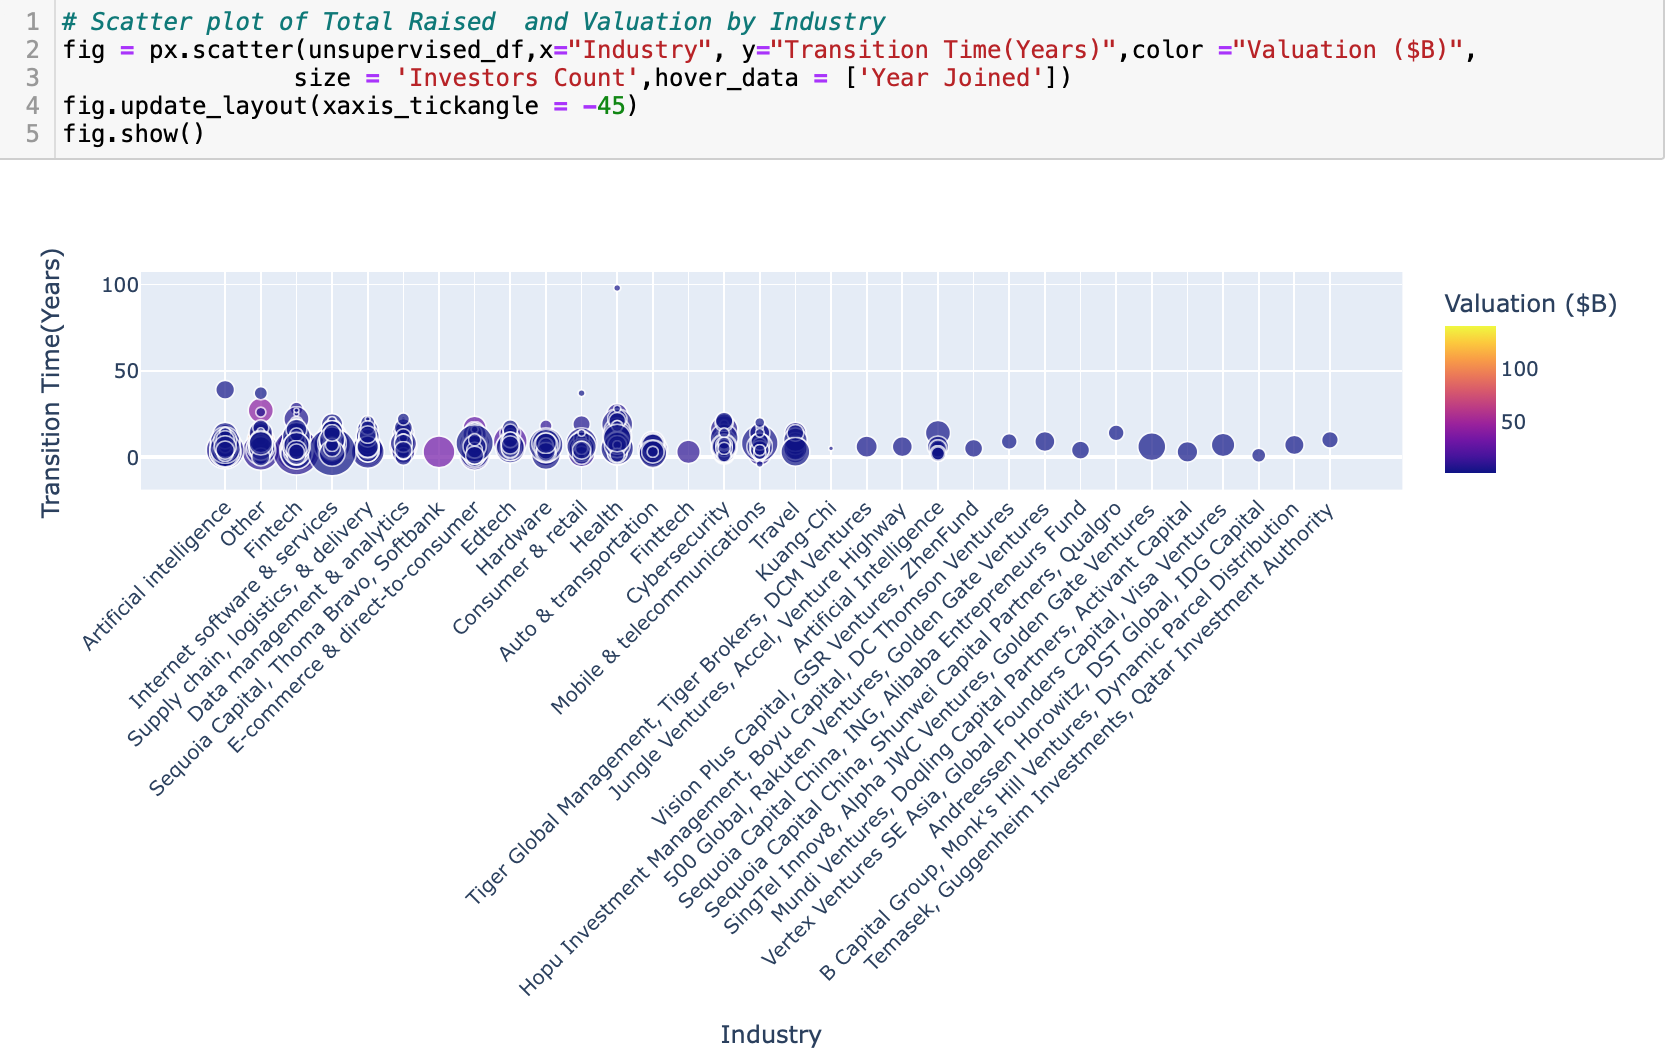 1 # Scatter plot of Total Raised  and Valuation by Industry
2 fig = px.scatter(unsupervised_df,x="Industry", y="Transition Time(Years)",color ="Valuation ($B)",
3                 size = 'Investors Count',hover_data = ['Year Joined'])
4 fig.update_layout(xaxis_tickangle = -45)
5 fig.show()
Transition Time(Years)
100
50
0
Valuation ($B)
100
50
Artificial intelligence
Other
Fintech
Internet software & services
Supply chain, logistics, & delivery
Data management & analytics
Sequoia Capital, Thoma Bravo, Softbank
E-commerce & direct-to-consumer
Edtech
Hardware
Consumer & retail
Health
Auto & transportation
Fintech
Cybersecurity
Mobile & telecommunications
Travel
Kuang-Chi
Tiger Global Management, Tiger Brokers, DCM Ventures
Jungle Ventures, Accel, Venture Highway
Artificial Intelligence
Vision Plus Capital, GSR Ventures, ZhenFund
Hopu Investment Management, Boyu Capital, DC Thomson Ventures
500 Global, Rakuten Ventures, Golden Gate Ventures
Sequoia Capital China, ING, Alibaba Entrepreneurs Fund
Sequoia Capital China, Shunwei Capital Partners, Qualgro
SingTel Innov8, Alpha JWC Ventures, Golden Gate Ventures
Mundi Ventures, Doqling Capital Partners, Activant Capital
Vertex Ventures SE Asia, Global Founders Capital, Visa Ventures
Andreessen Horowitz, DST Global, IDG Capital
B Capital Group, Monk's Hill Ventures, Dynamic Parcel Distribution
Temasek, Guggenheim Investments, Qatar Investment Authority
Industry